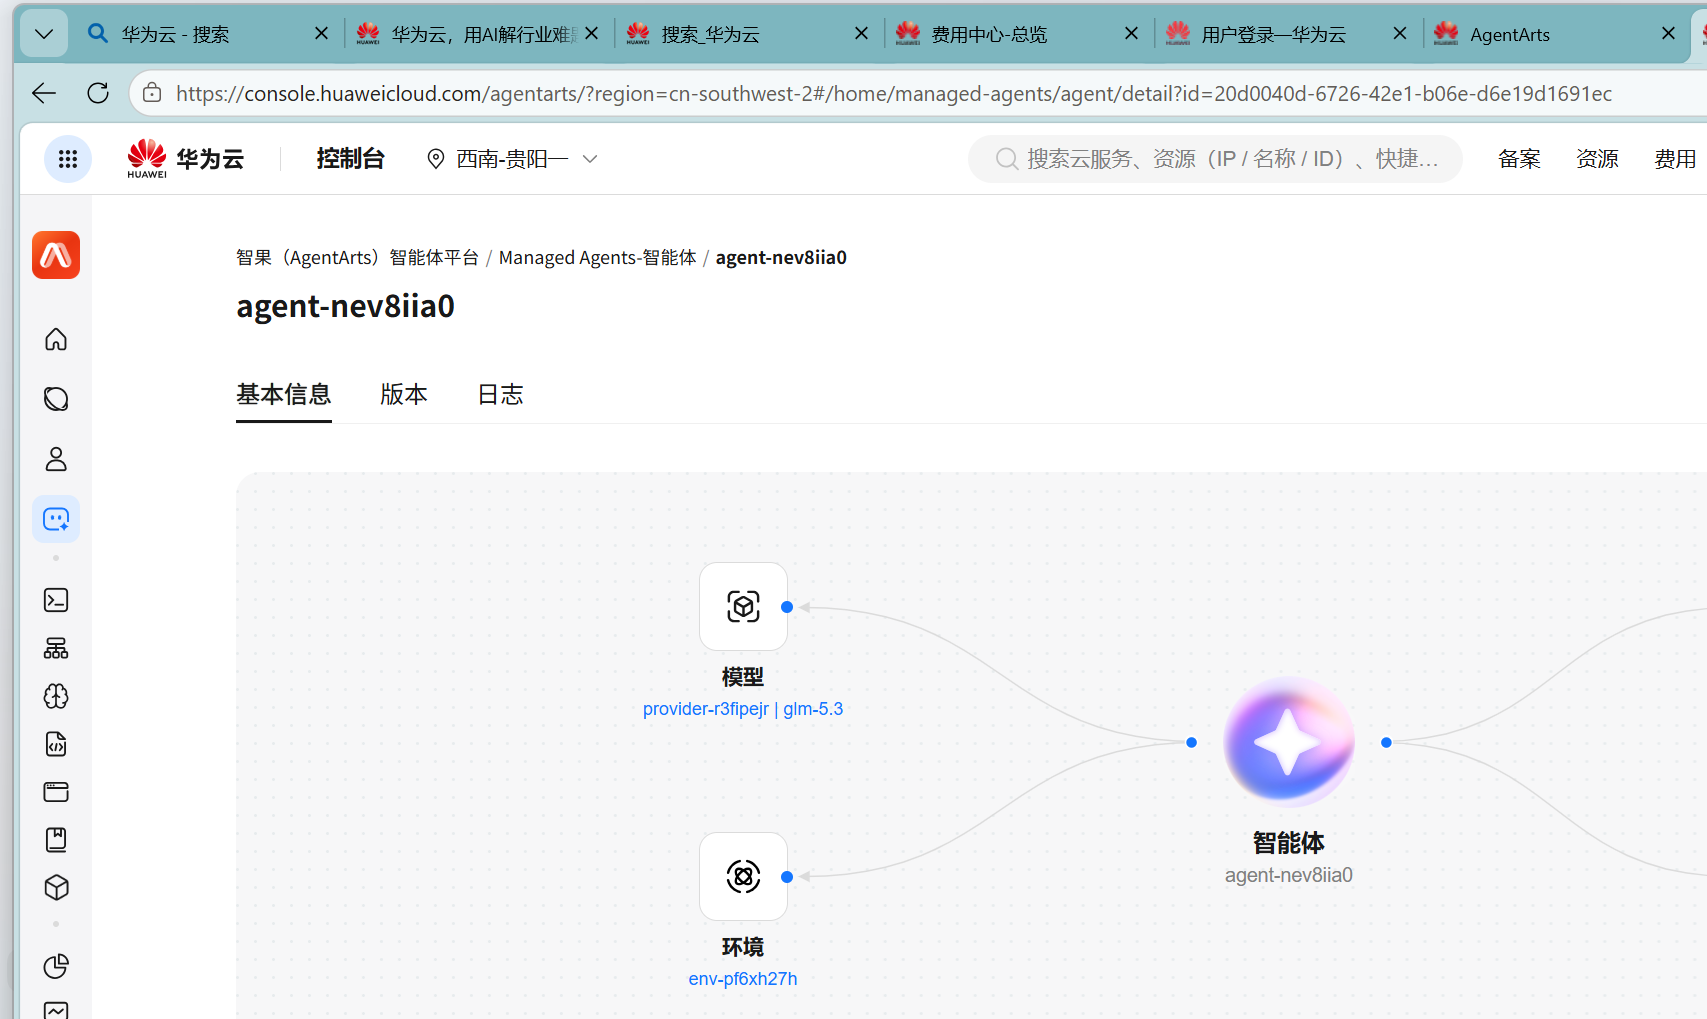 华为云 - 搜索
华为云，用AI解行业难
搜索_华为云
费用中心-总览
用户登录—华为云
AgentArts
https://console.huaweicloud.com/agentarts/?region=cn-southwest-2#/home/managed-agents/agent/detail?id=20d0040d-6726-42e1-b06e-d6e19d1691ec
HUAWEI
华为云
控制台
西南-贵阳一
搜索云服务、资源（IP / 名称 / ID）、快捷...
备案
资源
费用
智果（AgentArts）智能体平台 / Managed Agents-智能体 / agent-nev8iia0
agent-nev8iia0
基本信息
版本
日志
模型
provider-r3fipejr | glm-5.3
智能体
agent-nev8iia0
环境
env-pf6xh27h